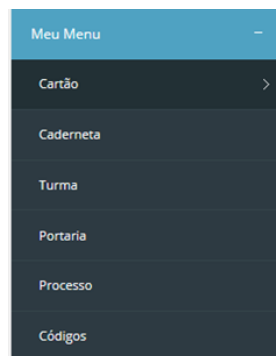 Meu Menu
Cartão
Caderneta
Turma
Portaria
Processo
Códigos